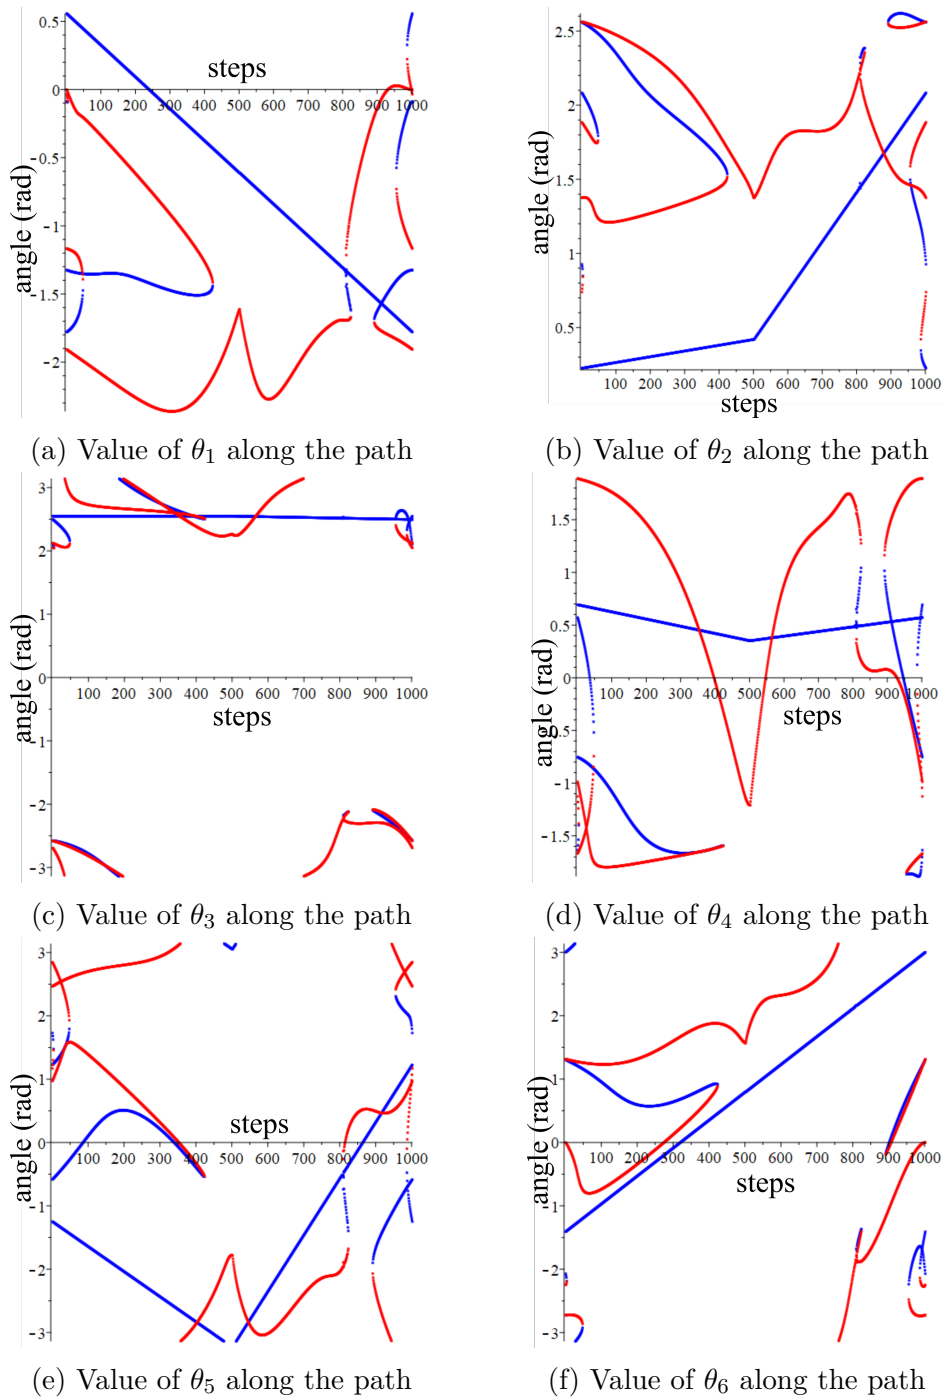 0.5
steps
0
100 200 300 400 500 600 700 800 900 1000
-0.5
-1
-1.5
-2
angle (rad)
(a) Value of θ1 along the path
2.5
2
1.5
1
0.5
100 200 300 400 500 600 700 800 900 1000
steps
angle (rad)
(b) Value of θ2 along the path
3
2
1
0
100 200 300 400 500 600 700 800 900 1000
steps
-1
-2
-3
angle (rad)
(c) Value of θ3 along the path
1.5
1
0.5
0
100 200 300 400 500 600 700 800 900 1000
steps
-0.5
-1
-1.5
angle (rad)
(d) Value of θ4 along the path
3
2
1
steps
0
100 200 300 400 500 600 700 800 900 1000
-1
-2
-3
angle (rad)
(e) Value of θ5 along the path
3
2
1
0
100 200 300 400 500 600 700 800 900 1000
steps
-1
-2
-3
angle (rad)
(f) Value of θ6 along the path